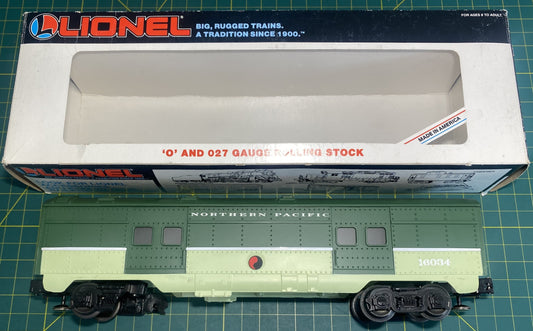 LIONEL
BIG, RUGGED TRAINS.
A TRADITION SINCE 1900.™
FOR AGES 8 TO ADULT
MADE IN AMERICA
'O' AND 027 GAUGE ROLLING STOCK
NORTHERN PACIFIC
16034